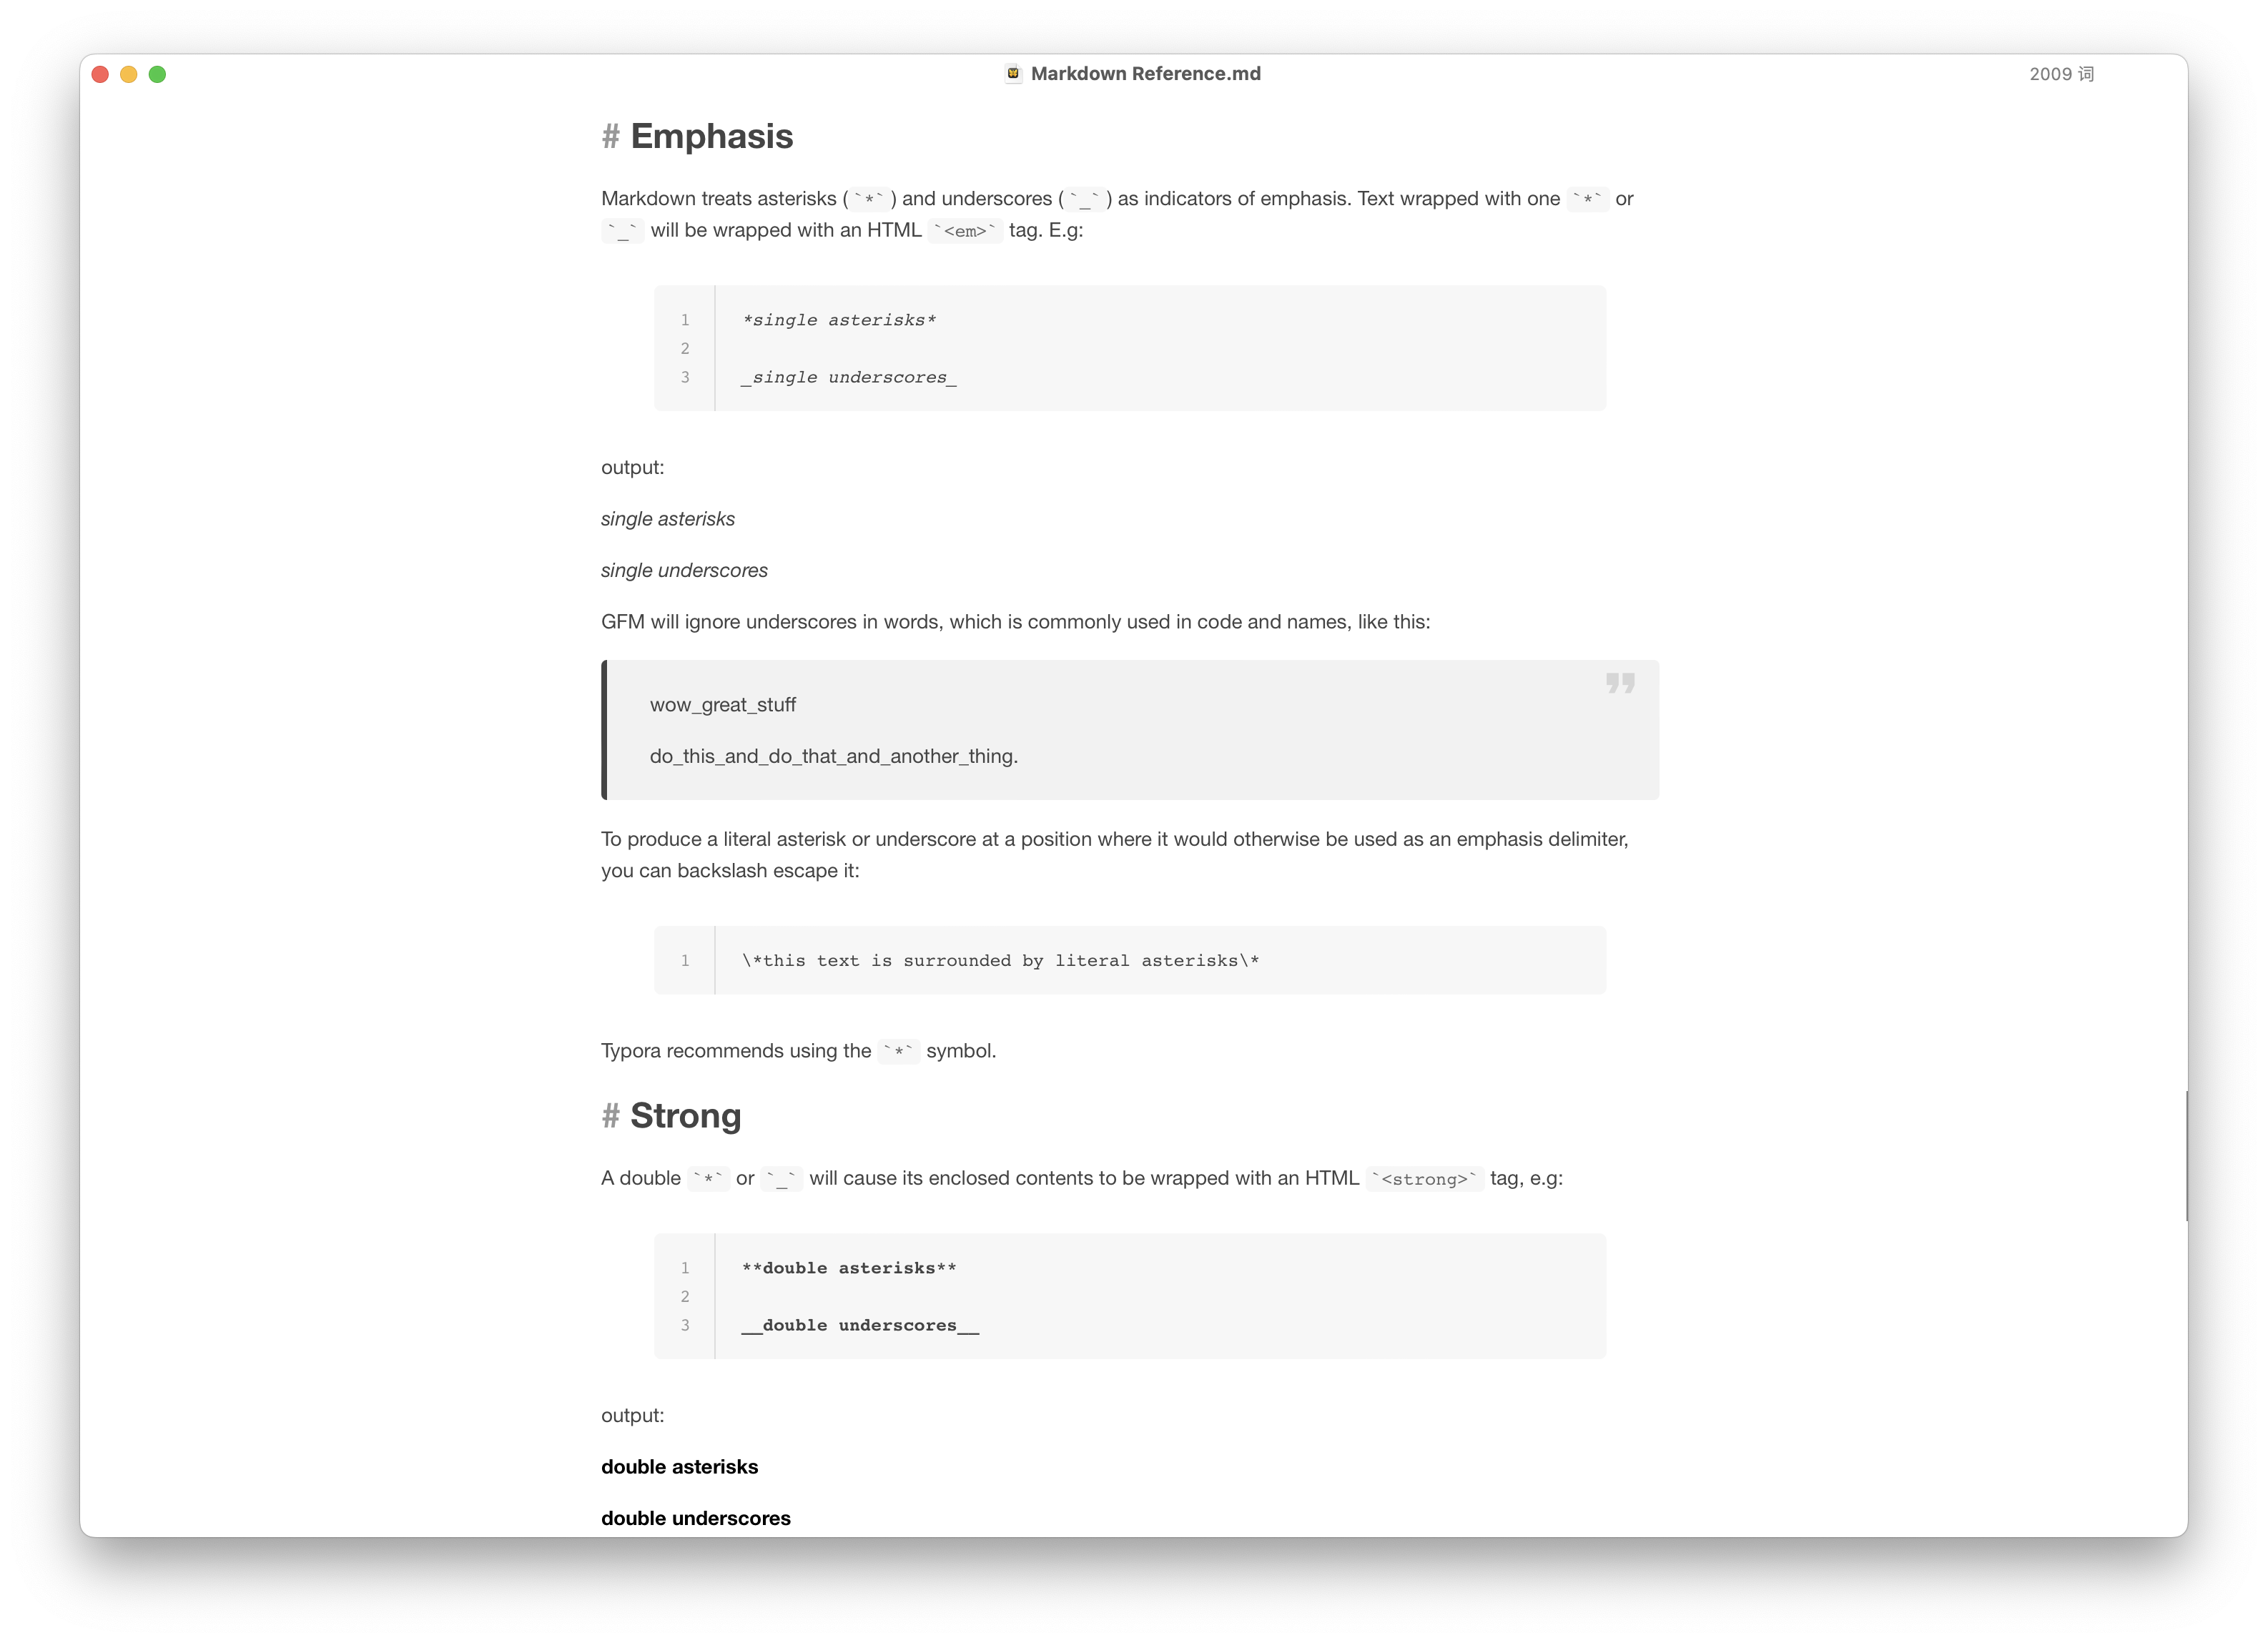 Markdown Reference.md
2009 词
# Emphasis
Markdown treats asterisks ( `*` ) and underscores ( `_` ) as indicators of emphasis. Text wrapped with one `*` or
`_` will be wrapped with an HTML `<em>` tag. E.g:
1 *single asterisks*
2
3 _single underscores_
output:
single asterisks
single underscores
GFM will ignore underscores in words, which is commonly used in code and names, like this:
wow_great_stuff
do_this_and_do_that_and_another_thing.
To produce a literal asterisk or underscore at a position where it would otherwise be used as an emphasis delimiter,
you can backslash escape it:
1 \*this text is surrounded by literal asterisks\*
Typora recommends using the `*` symbol.
# Strong
A double `*` or `_` will cause its enclosed contents to be wrapped with an HTML `<strong>` tag, e.g:
1 **double asterisks**
2
3 __double underscores__
output:
double asterisks
double underscores